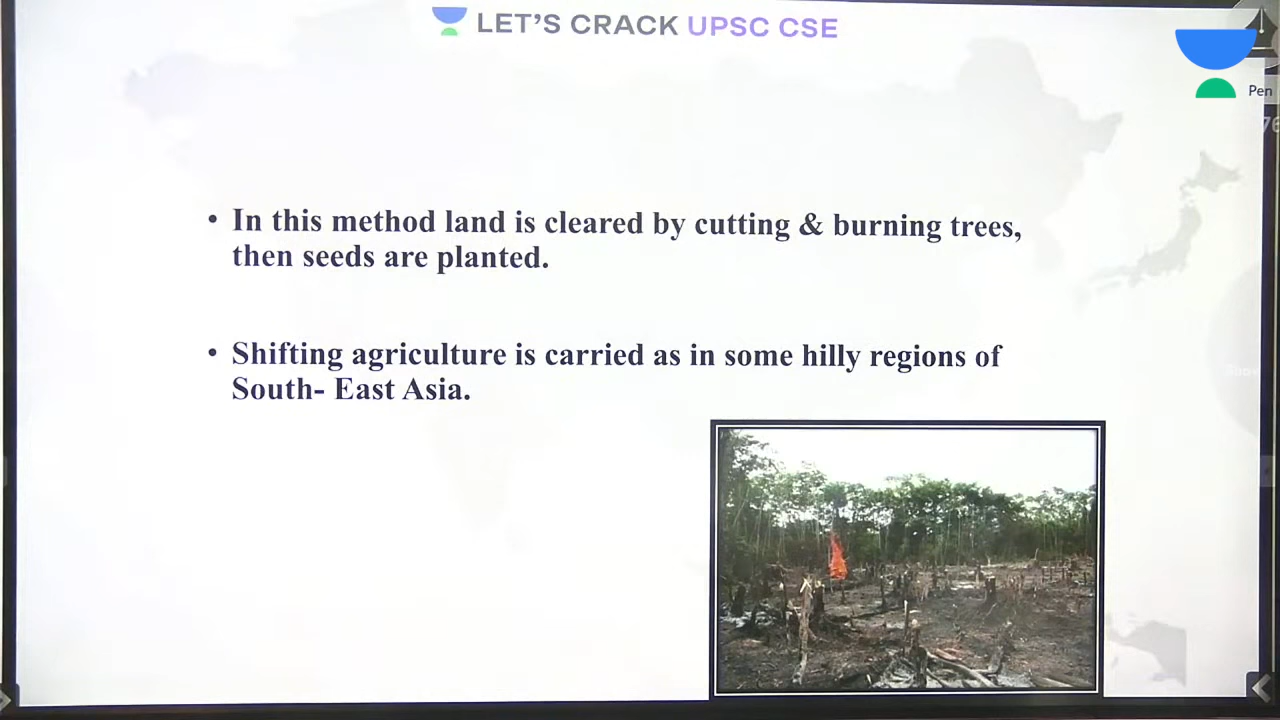 LET'S CRACK UPSC CSE
Pen
• In this method land is cleared by cutting & burning trees,
then seeds are planted.
• Shifting agriculture is carried as in some hilly regions of
South- East Asia.